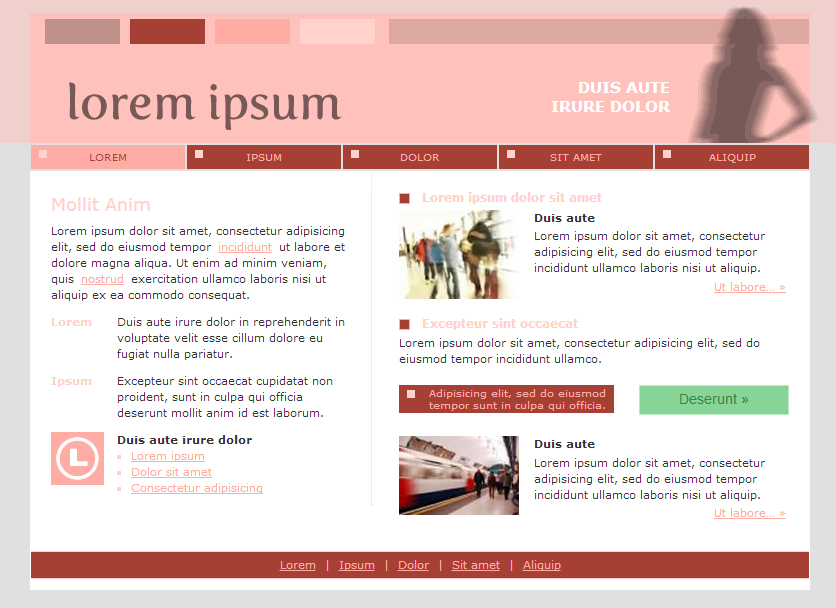 lorem ipsum
DUIS AUTE
IRURE DOLOR
LOREM
IPSUM
DOLOR
SIT AMET
ALIQUIP
Mollit Anim
Lorem ipsum dolor sit amet, consectetur adipisicing
elit, sed do eiusmod tempor incididunt ut labore et
dolore magna aliqua. Ut enim ad minim veniam,
quis nostrud exercitation ullamco laboris nisi ut
aliquip ex ea commodo consequat.
Lorem
Duis aute irure dolor in reprehenderit in
voluptate velit esse cillum dolore eu
fugiat nulla pariatur.
Ipsum
Excepteur sint occaecat cupidatat non
proident, sunt in culpa qui officia
deserunt mollit anim id est laborum.
L
Duis aute irure dolor
Lorem ipsum
Dolor sit amet
Consectetur adipisicing
Lorem ipsum dolor sit amet
Duis aute
Lorem ipsum dolor sit amet, consectetur
adipisicing elit, sed do eiusmod tempor
incididunt ullamco laboris nisi ut aliquip.
Ut labore... »
Excepteur sint occaecat
Lorem ipsum dolor sit amet, consectetur adipisicing elit, sed do
eiusmod tempor incididunt ullamco.
Adipisicing elit, sed do eiusmod
tempor sunt in culpa qui officia.
Deserunt »
Duis aute
Lorem ipsum dolor sit amet, consectetur
adipisicing elit, sed do eiusmod tempor
incididunt ullamco laboris nisi ut aliquip.
Ut labore... »
Lorem | Ipsum | Dolor | Sit amet | Aliquip